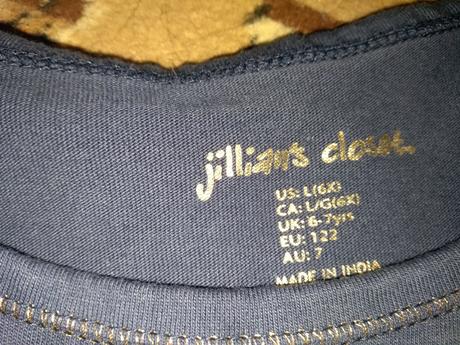 jillian's closet.
US: L(6X)
CA: L/G(6X)
UK: 6-7yrs
EU: 122
AU: 7
MADE IN INDIA